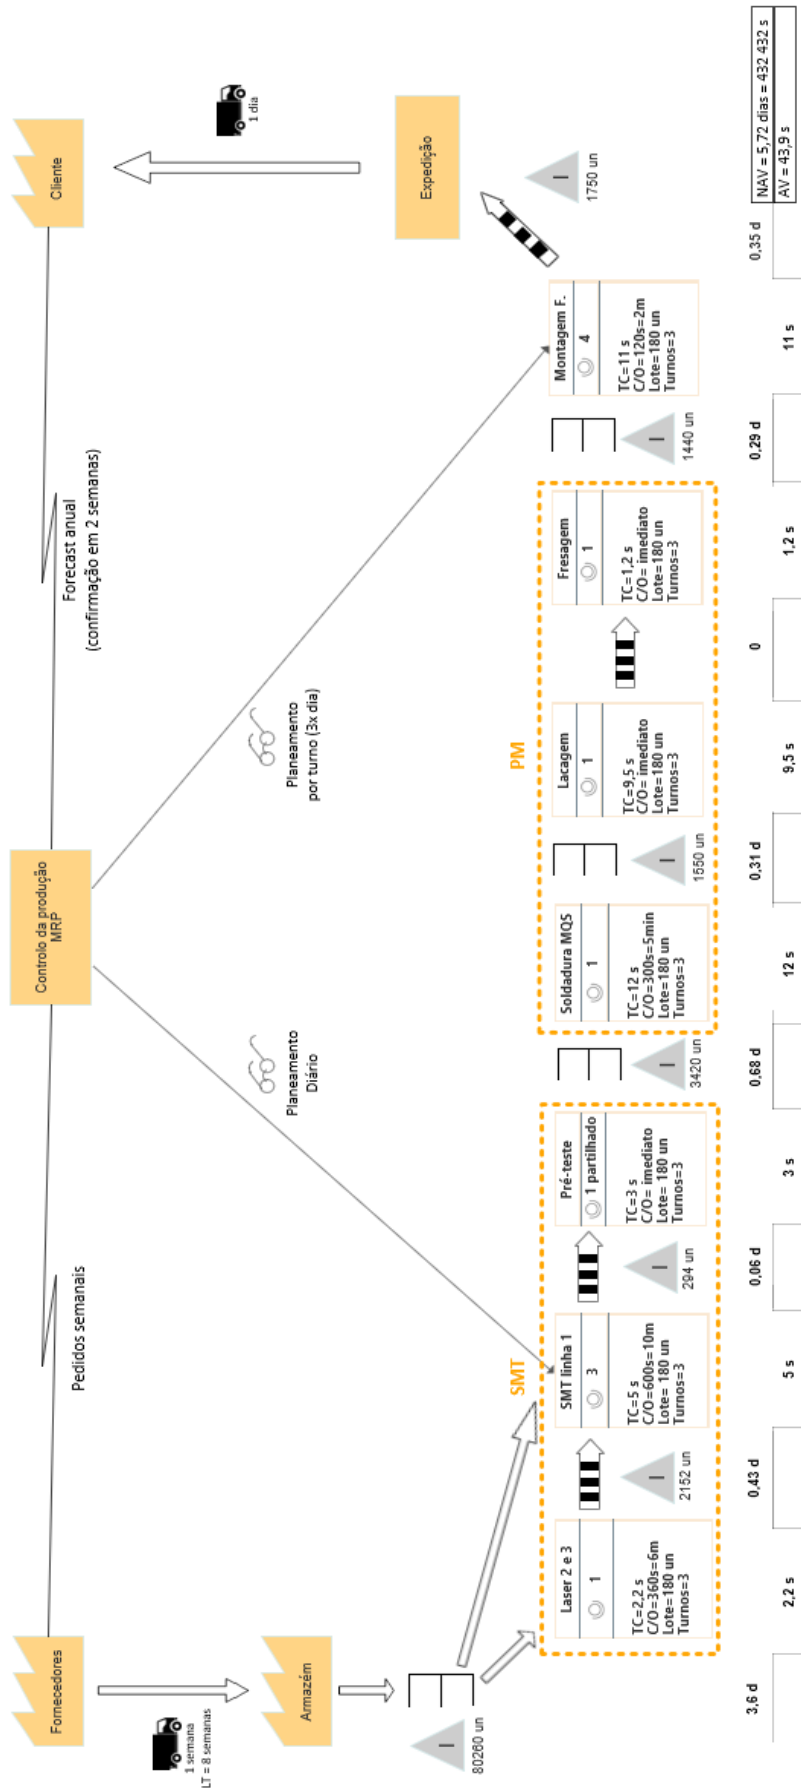 Fornecedores
Pedidos semanais
Controlo da produção
MRP
Forecast anual
(confirmação em 2 semanas)
Cliente
1 semana
LT = 8 semanas
Armazém
80260 un
Planeamento
Diário
Planeamento
por turno (3x dia)
1 dia
Expedição
1750 un
SMT
Laser 2 e 3
1
TC=2,2 s
C/O=360s=6m
Lote=180 un
Turnos=3
I
2152 un
SMT linha 1
3
TC=5 s
C/O=600s=10m
Lote= 180 un
Turnos=3
I
294 un
Pré-teste
1 partilhado
TC=3 s
C/O= imediato
Lote= 180 un
Turnos=3
I
3420 un
PM
Soldadura MQS
1
TC=12 s
C/O=300s=5min
Lote=180 un
Turnos=3
I
1550 un
Lacagem
1
TC=9,5 s
C/O= imediato
Lote=180 un
Turnos=3
Fresagem
1
TC=1,2 s
C/O= imediato
Lote=180 un
Turnos=3
I
1440 un
Montagem F.
4
TC=11 s
C/O=120s=2m
Lote=180 un
Turnos=3
I
I
3,6 d
2,2 s
0,43 d
5 s
0,06 d
3 s
0,68 d
12 s
0,31 d
9,5 s
0
1,2 s
0,29 d
11 s
0,35 d
NAV = 5,72 dias = 432 432 s
AV = 43,9 s